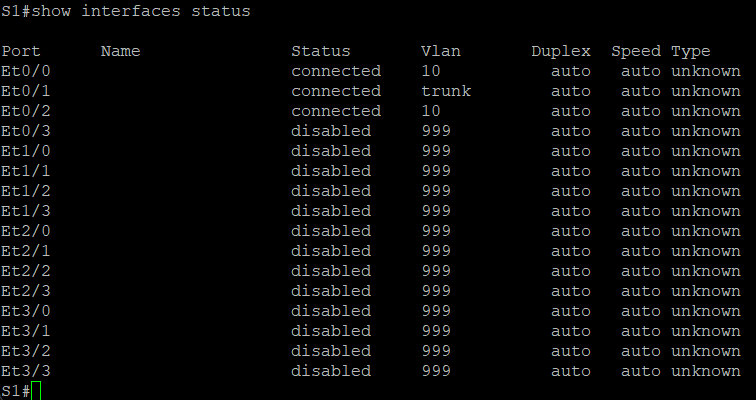 S1#show interfaces status
Port      Name               Status       Vlan       Duplex  Speed Type
Et0/0                        connected    10           auto   auto unknown
Et0/1                        connected    trunk        auto   auto unknown
Et0/2                        connected    10           auto   auto unknown
Et0/3                        disabled     999          auto   auto unknown
Et1/0                        disabled     999          auto   auto unknown
Et1/1                        disabled     999          auto   auto unknown
Et1/2                        disabled     999          auto   auto unknown
Et1/3                        disabled     999          auto   auto unknown
Et2/0                        disabled     999          auto   auto unknown
Et2/1                        disabled     999          auto   auto unknown
Et2/2                        disabled     999          auto   auto unknown
Et2/3                        disabled     999          auto   auto unknown
Et3/0                        disabled     999          auto   auto unknown
Et3/1                        disabled     999          auto   auto unknown
Et3/2                        disabled     999          auto   auto unknown
Et3/3                        disabled     999          auto   auto unknown
S1#